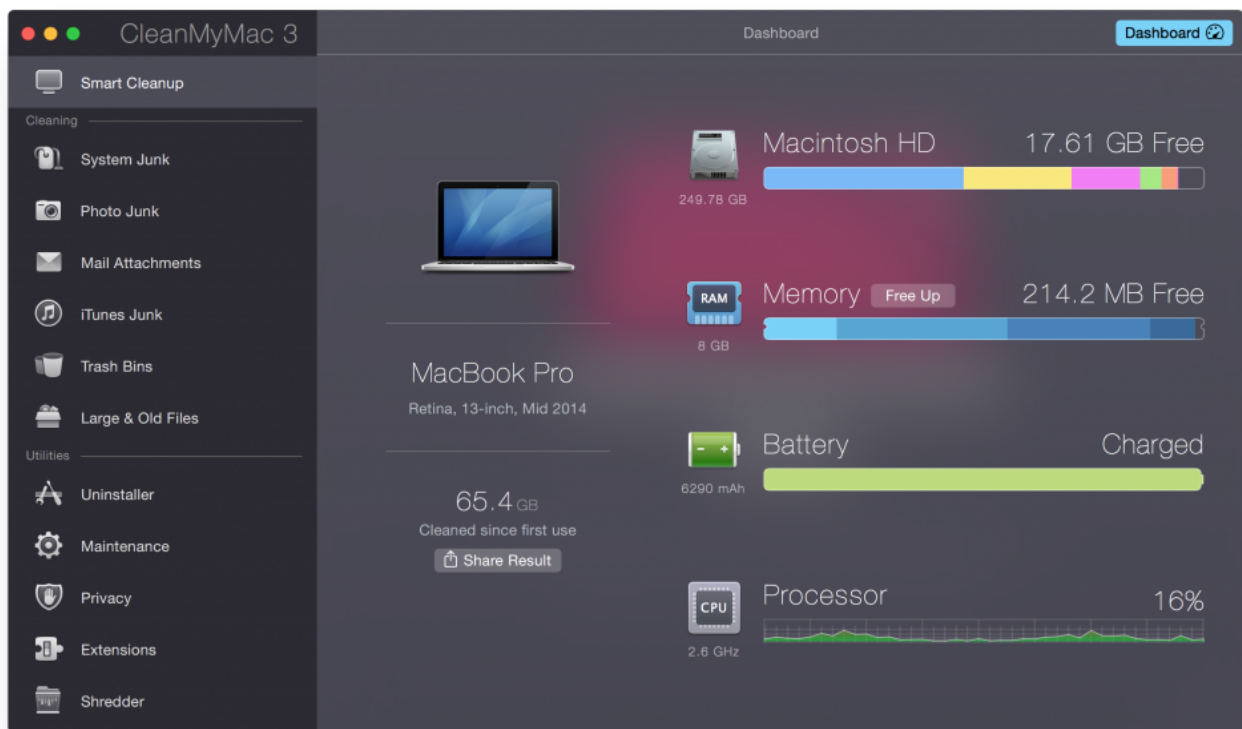 CleanMyMac 3
Dashboard
Dashboard
Smart Cleanup
Cleaning
System Junk
Photo Junk
Mail Attachments
iTunes Junk
Trash Bins
Large & Old Files
Utilities
Uninstaller
Maintenance
Privacy
Extensions
Shredder
MacBook Pro
Retina, 13-inch, Mid 2014
65.4 GB
Cleaned since first use
Share Result
Macintosh HD 17.61 GB Free
249.78 GB
RAM
Memory Free Up 214.2 MB Free
8 GB
Battery Charged
6290 mAh
CPU
Processor 16%
2.6 GHz